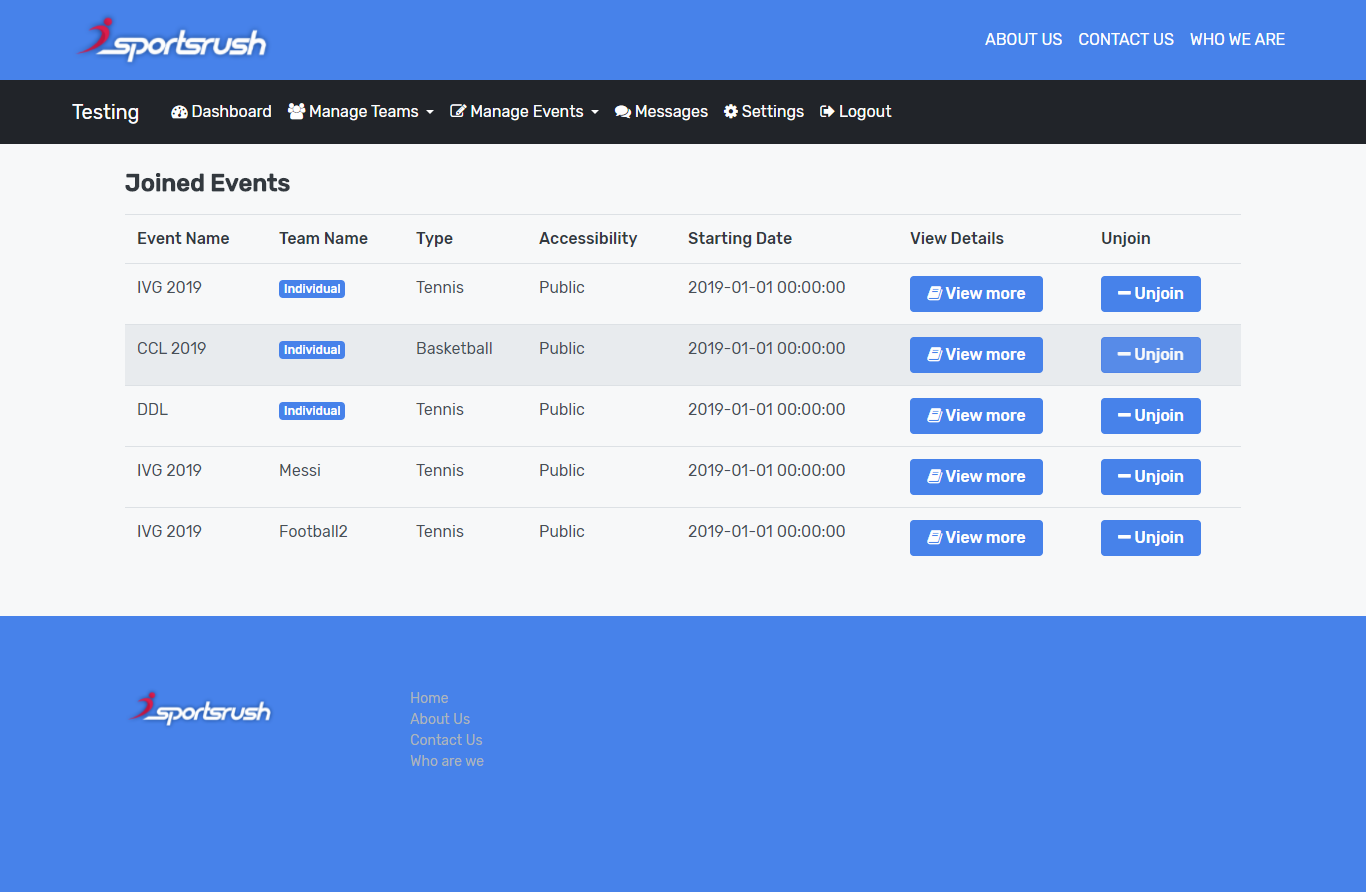 sportsrush ABOUT US CONTACT US WHO WE ARE
Testing Dashboard Manage Teams Manage Events Messages Settings Logout
Joined Events
Event Name Team Name Type Accessibility Starting Date View Details Unjoin
IVG 2019 Individual Tennis Public 2019-01-01 00:00:00 View more Unjoin
CCL 2019 Individual Basketball Public 2019-01-01 00:00:00 View more Unjoin
DDL Individual Tennis Public 2019-01-01 00:00:00 View more Unjoin
IVG 2019 Messi Tennis Public 2019-01-01 00:00:00 View more Unjoin
IVG 2019 Football2 Tennis Public 2019-01-01 00:00:00 View more Unjoin
sportsrush
Home
About Us
Contact Us
Who are we